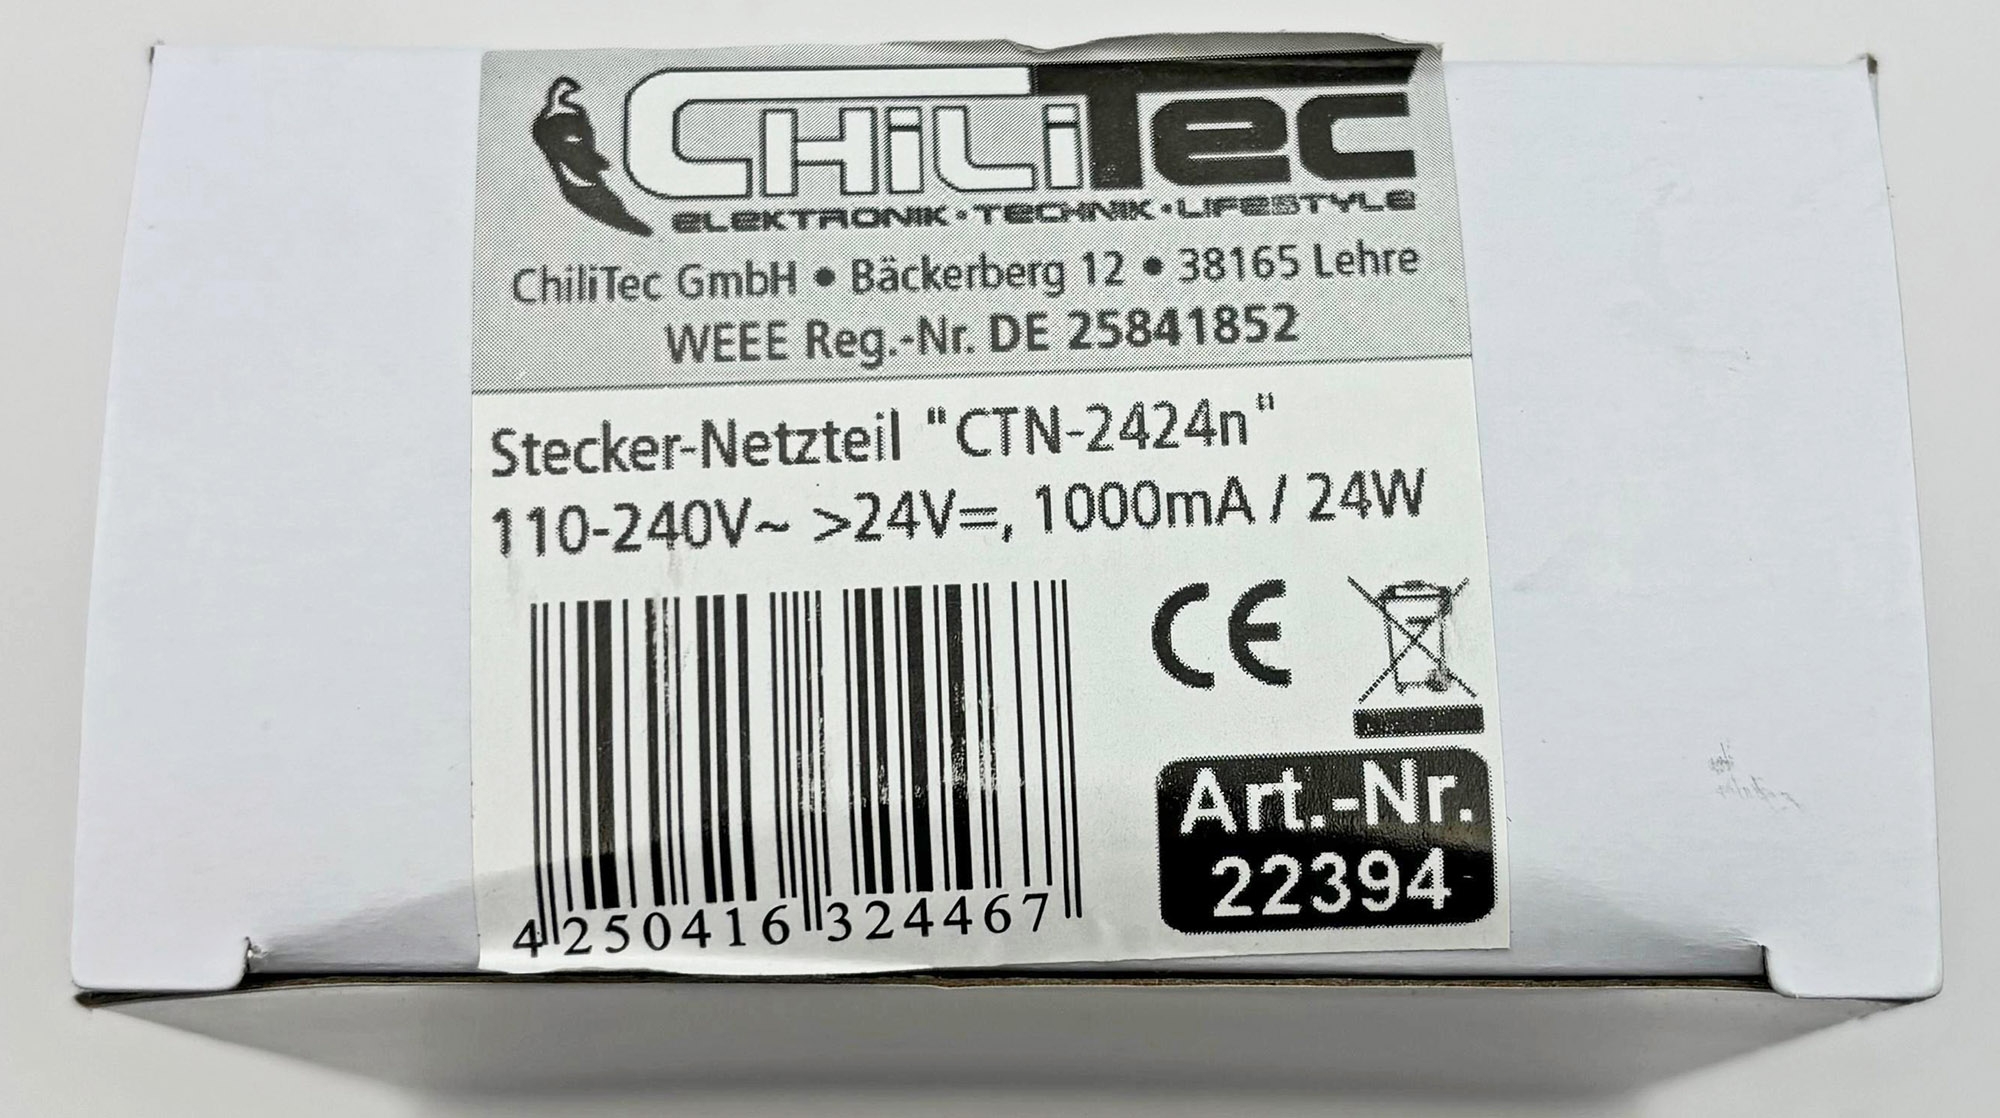 CHiLiTec
ELEKTRONIK • TECHNIK • LIFESTYLE
ChiliTec GmbH • Bäckerberg 12 • 38165 Lehre
WEEE Reg.-Nr. DE 25841852
Stecker-Netzteil "CTN-2424n"
110-240V~ >24V=, 1000mA / 24W
CE
Art.-Nr.
22394
4 250416 324467